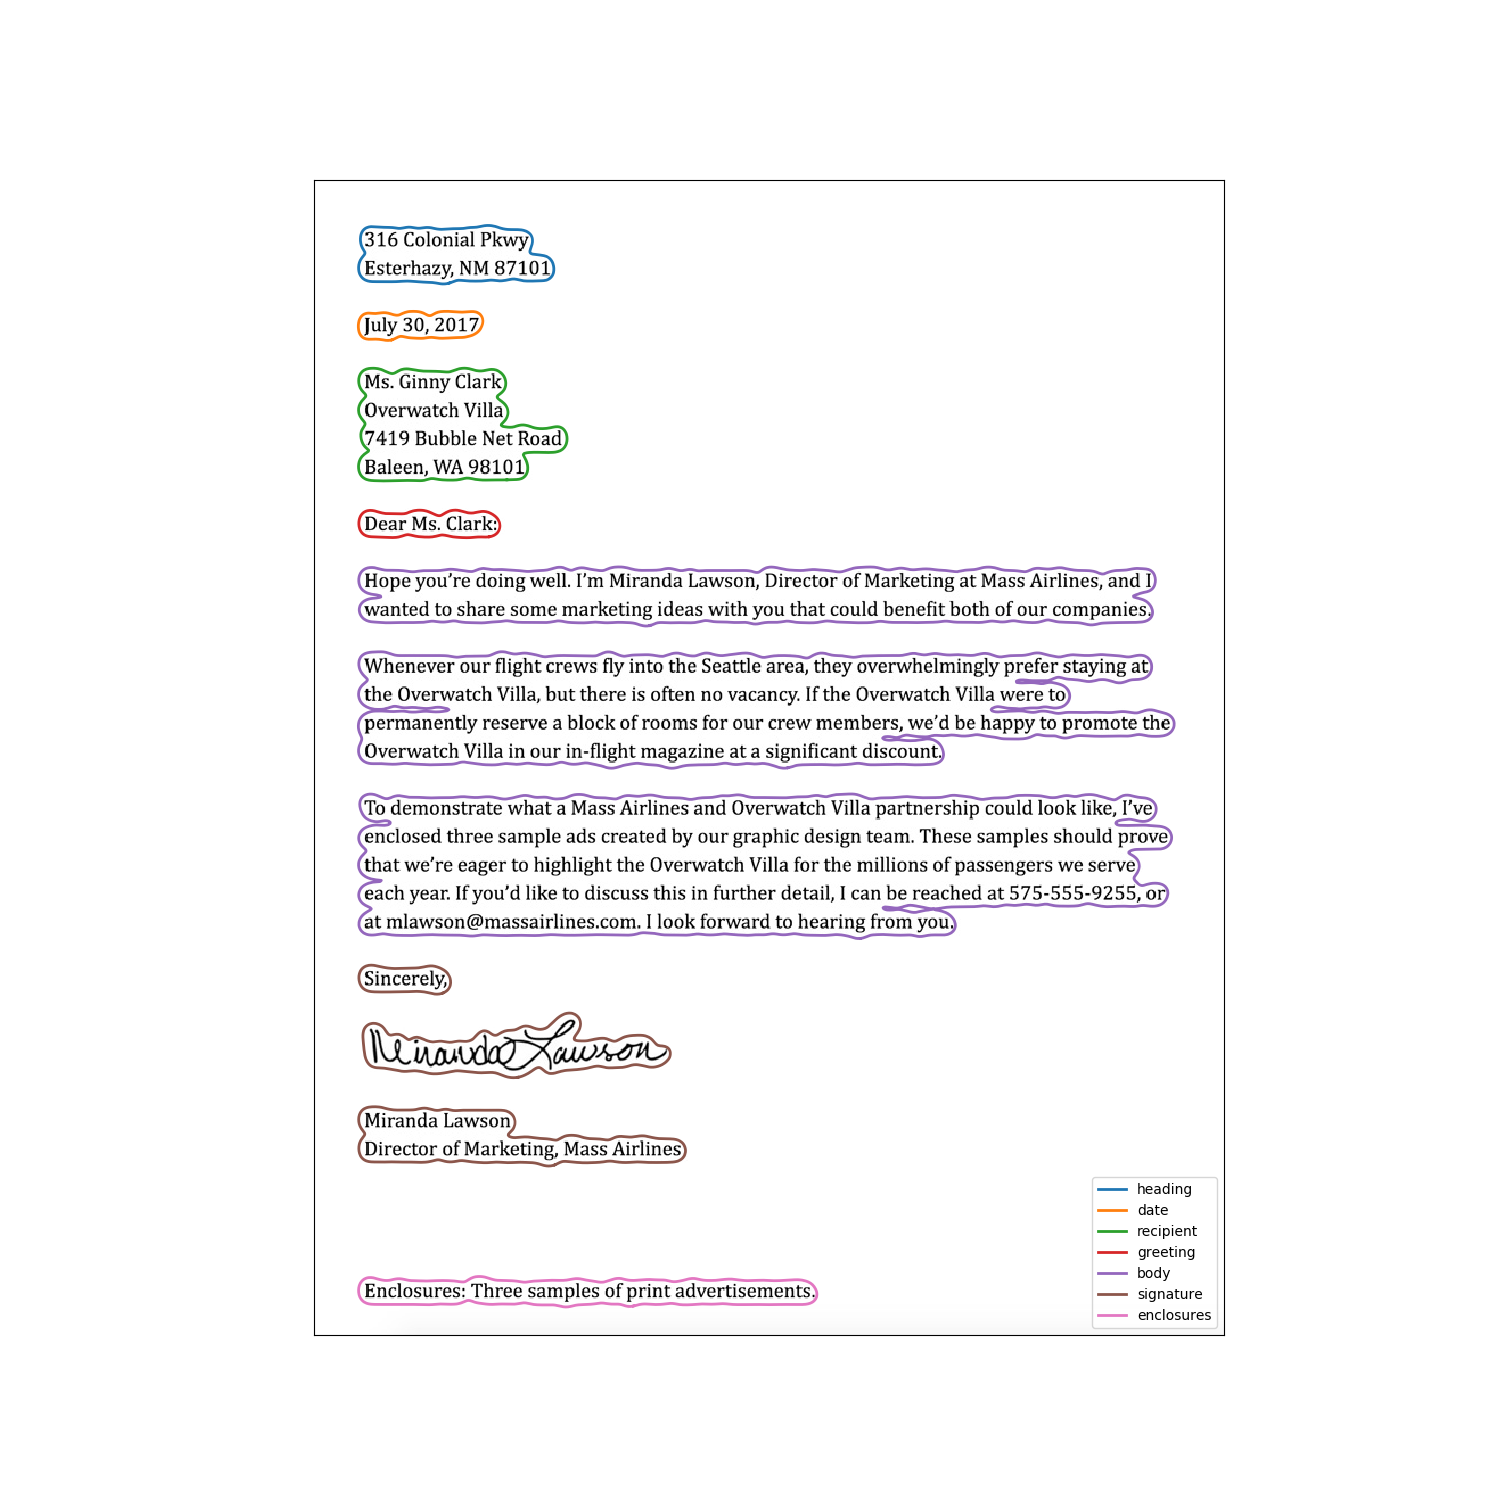 316 Colonial Pkwy
Esterhazy, NM 87101
July 30, 2017
Ms. Ginny Clark
Overwatch Villa
7419 Bubble Net Road
Baleen, WA 98101
Dear Ms. Clark:
Hope you’re doing well. I’m Miranda Lawson, Director of Marketing at Mass Airlines, and I
wanted to share some marketing ideas with you that could benefit both of our companies.
Whenever our flight crews fly into the Seattle area, they overwhelmingly prefer staying at
the Overwatch Villa, but there is often no vacancy. If the Overwatch Villa were to
permanently reserve a block of rooms for our crew members, we’d be happy to promote the
Overwatch Villa in our in-flight magazine at a significant discount.
To demonstrate what a Mass Airlines and Overwatch Villa partnership could look like, I’ve
enclosed three sample ads created by our graphic design team. These samples should prove
that we’re eager to highlight the Overwatch Villa for the millions of passengers we serve
each year. If you’d like to discuss this in further detail, I can be reached at 575-555-9255, or
at mlawson@massairlines.com. I look forward to hearing from you.
Sincerely,
Miranda Lawson
Miranda Lawson
Director of Marketing, Mass Airlines
Enclosures: Three samples of print advertisements.
heading
date
recipient
greeting
body
signature
enclosures